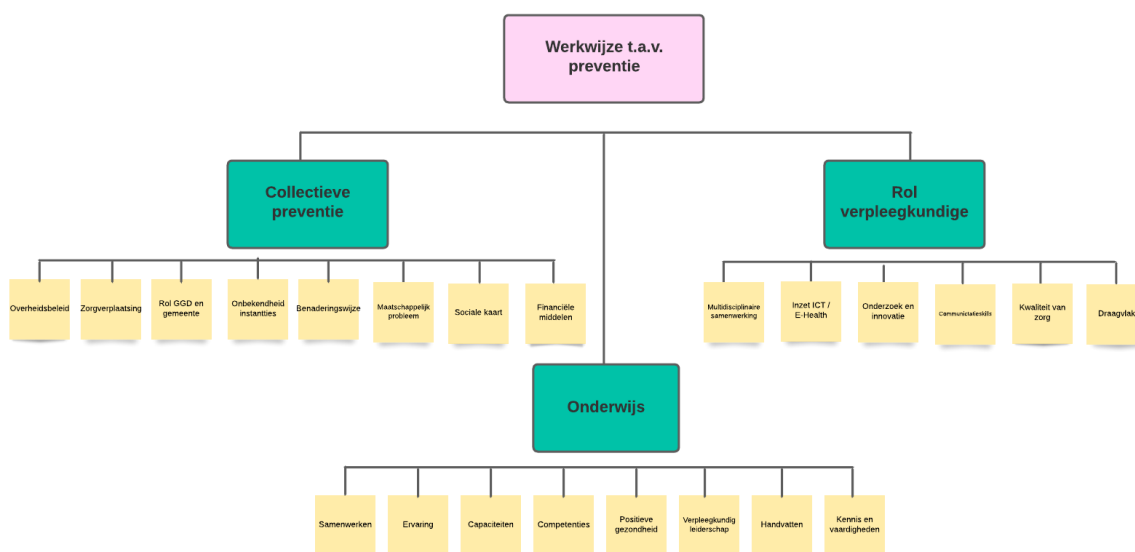 Werkwijze t.a.v.
preventie
Collectieve
preventie
Rol
verpleegkundige
Overheidsbeleid
Zorgverplaatsing
Rol GGD en
gemeente
Onbekendheid
instantties
Benaderingswijze
Maatschappelijk
probleem
Sociale kaart
Financiële
middelen
Multidisciplinaire
samenwerking
Inzet ICT /
E-Health
Onderzoek en
innovatie
Communictatieskills
Kwaliteit van
zorg
Draagvlak
Onderwijs
Samenwerken
Ervaring
Capaciteiten
Competenties
Positieve
gezondheid
Verpleegkundig
leiderschap
Handvatten
Kennis en
vaardigheden